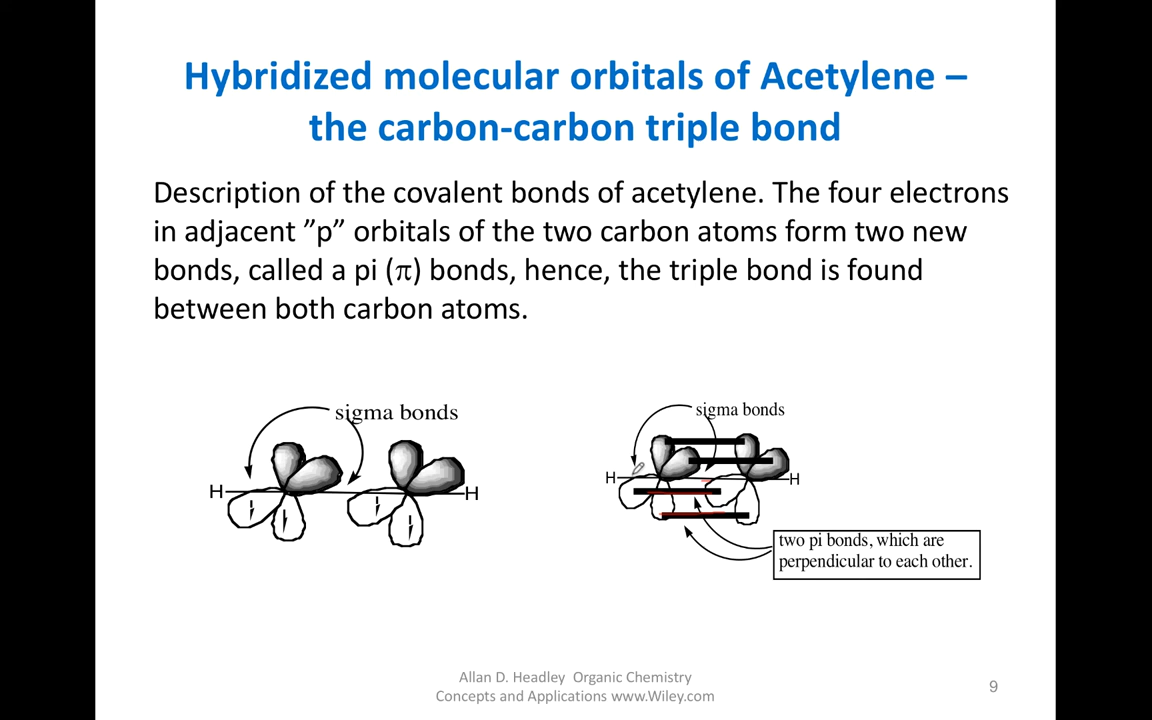 Hybridized molecular orbitals of Acetylene –
the carbon-carbon triple bond
Description of the covalent bonds of acetylene. The four electrons
in adjacent ”p” orbitals of the two carbon atoms form two new
bonds, called a pi (π) bonds, hence, the triple bond is found
between both carbon atoms.
sigma bonds
H
H
sigma bonds
H
H
two pi bonds, which are
perpendicular to each other.
Allan D. Headley  Organic Chemistry
Concepts and Applications www.Wiley.com
9